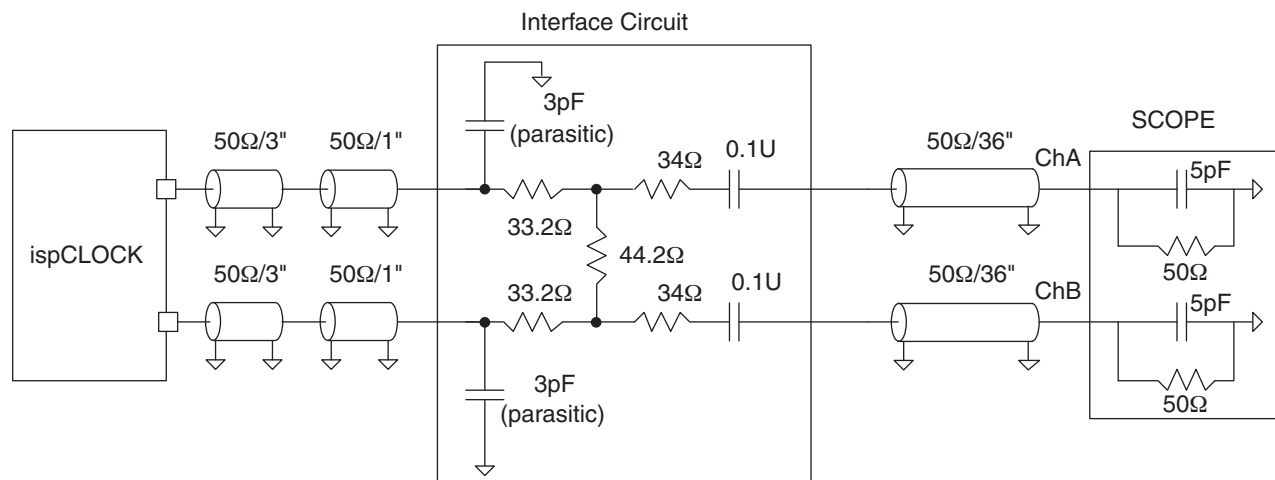 Interface Circuit
3pF
(parasitic)
SCOPE
50Ω/3"
50Ω/1"
34Ω
0.1U
50Ω/36"
ChA
5pF
33.2Ω
50Ω
ispCLOCK
44.2Ω
50Ω/3"
50Ω/1"
33.2Ω
34Ω
0.1U
50Ω/36"
ChB
5pF
3pF
(parasitic)
50Ω